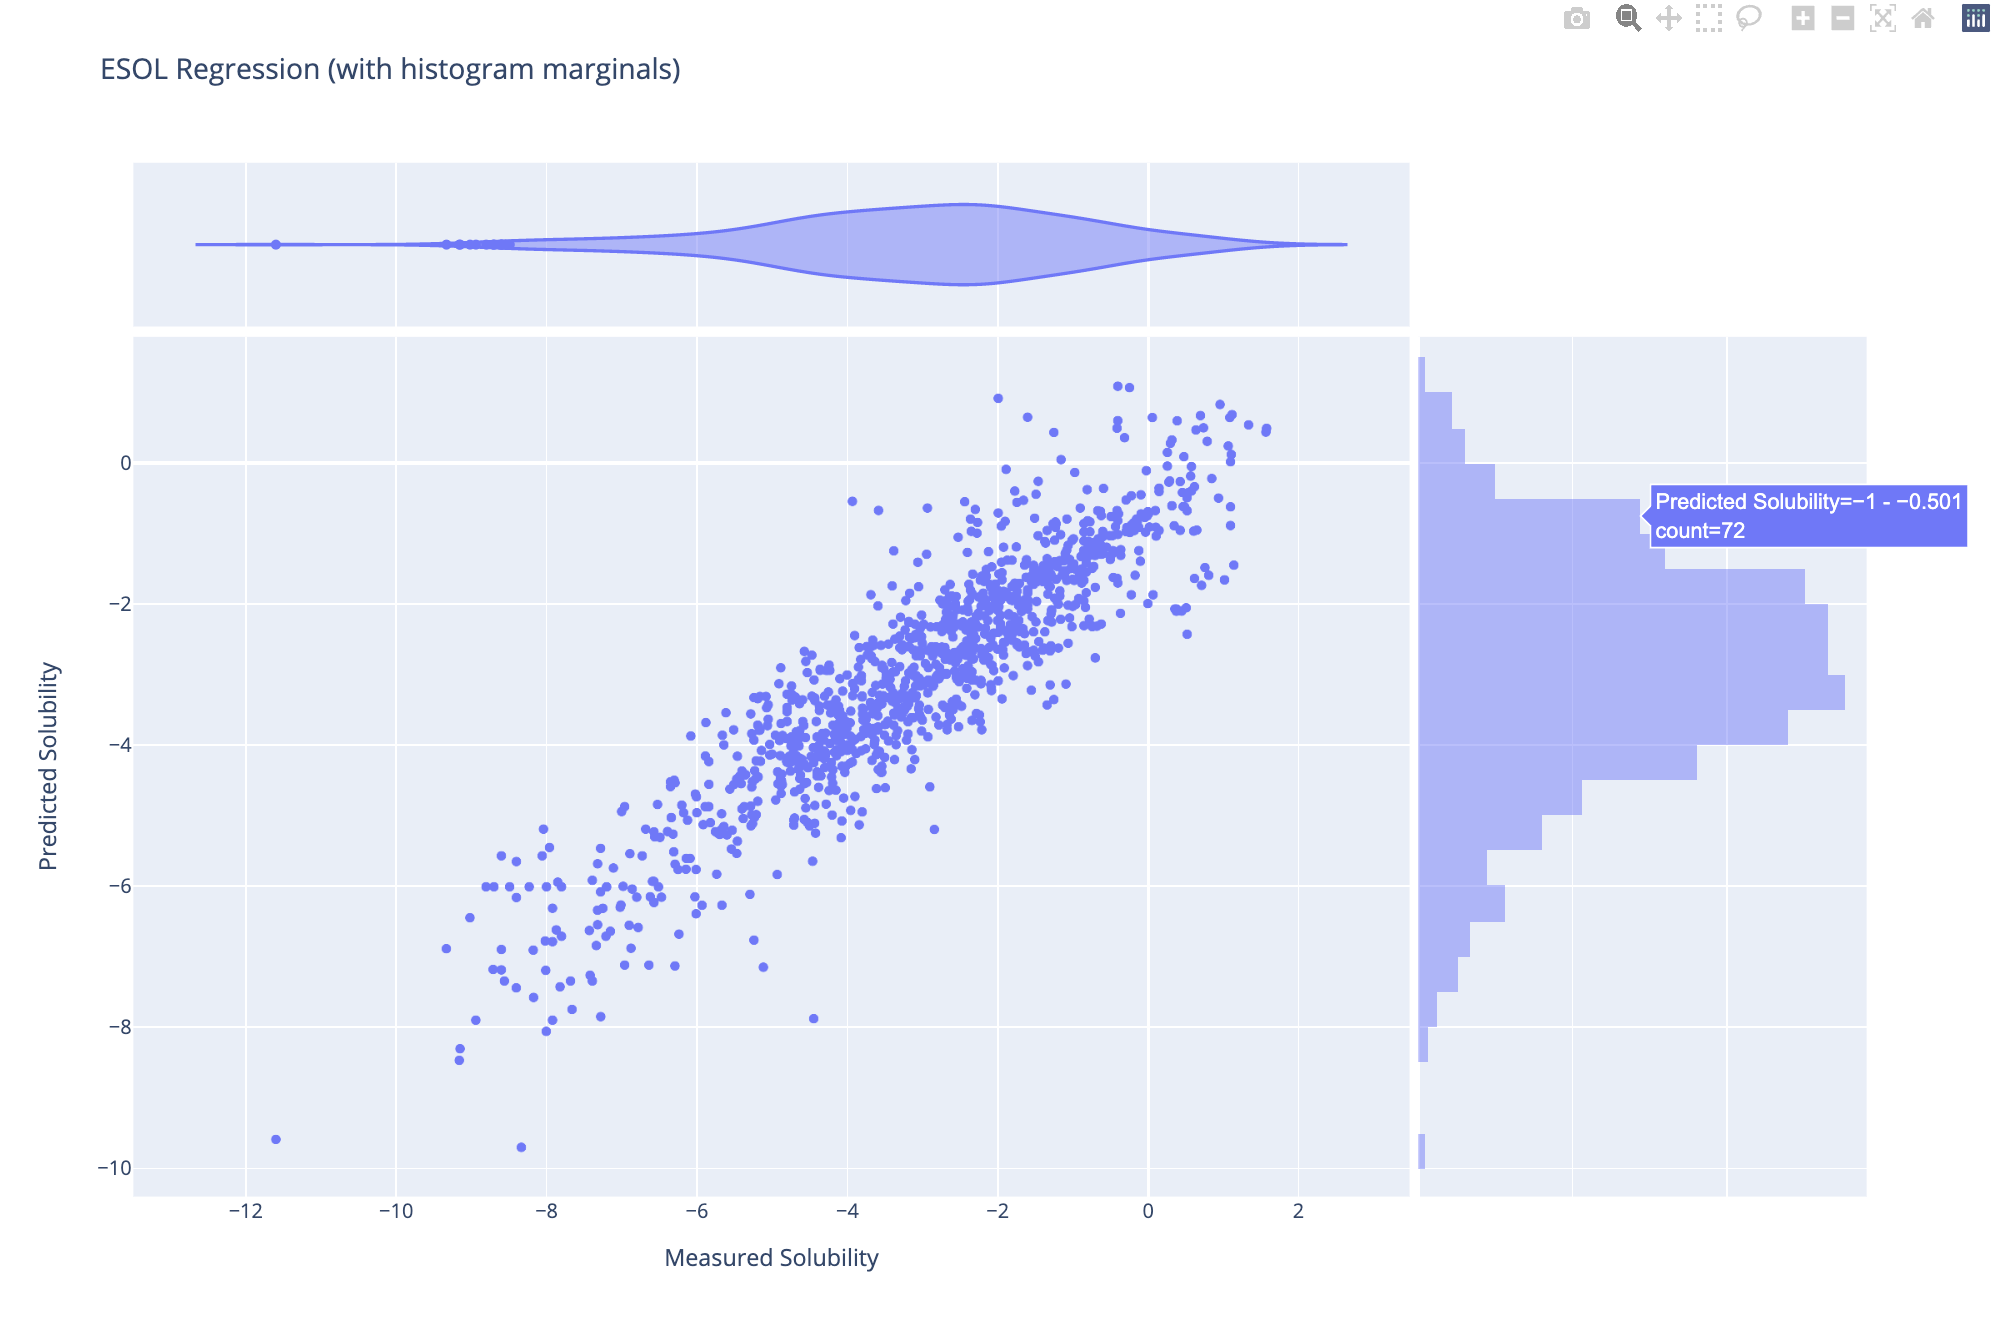 ESOL Regression (with histogram marginals)
Predicted Solubility=−1 - −0.501
count=72
0
−2
−4
−6
−8
−10
Predicted Solubility
−12
−10
−8
−6
−4
−2
0
2
Measured Solubility